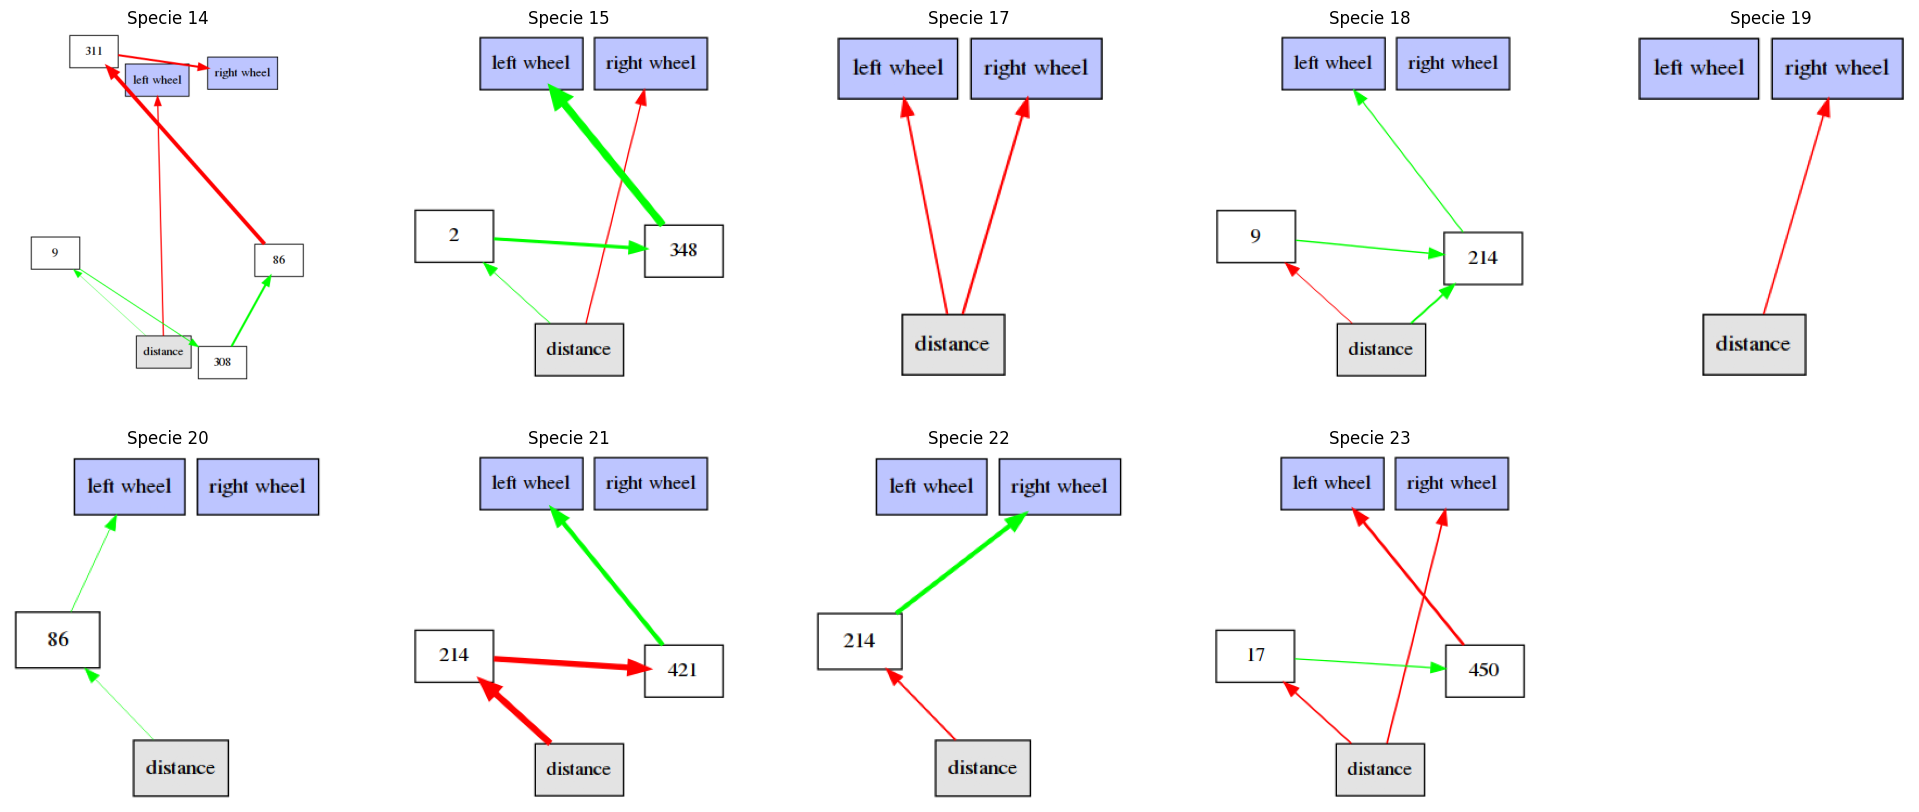 Specie 14
311
left wheel
right wheel
9
86
distance
308
Specie 15
left wheel
right wheel
2
348
distance
Specie 17
left wheel
right wheel
distance
Specie 18
left wheel
right wheel
9
214
distance
Specie 19
left wheel
right wheel
distance
Specie 20
left wheel
right wheel
86
distance
Specie 21
left wheel
right wheel
214
421
distance
Specie 22
left wheel
right wheel
214
distance
Specie 23
left wheel
right wheel
17
450
distance